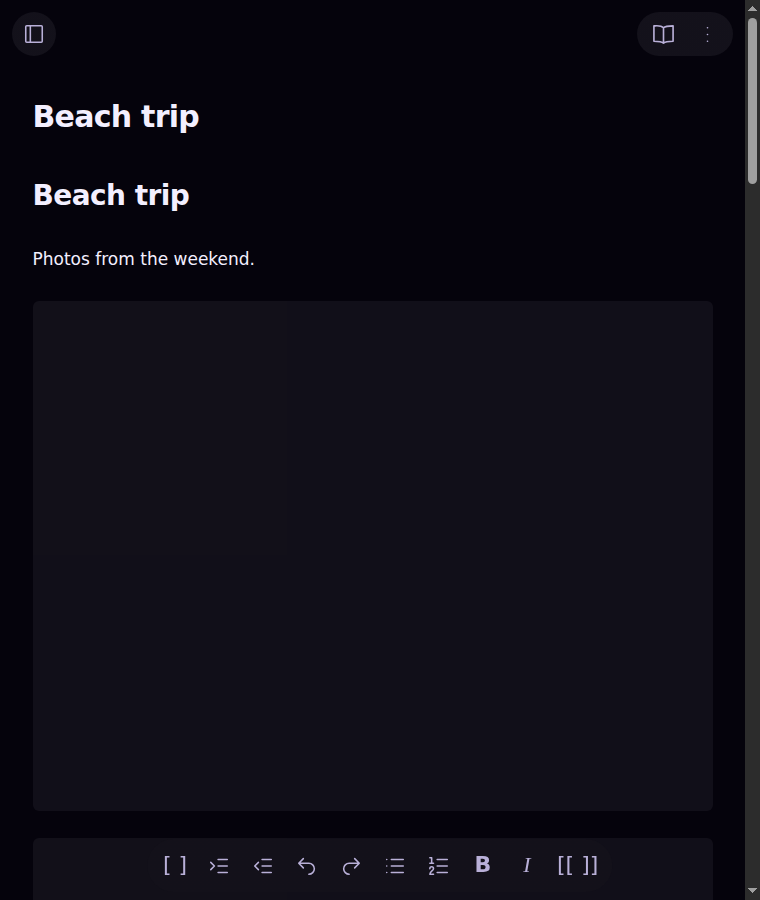 Beach trip
Beach trip
Photos from the weekend.
[ ] B I [[ ]]